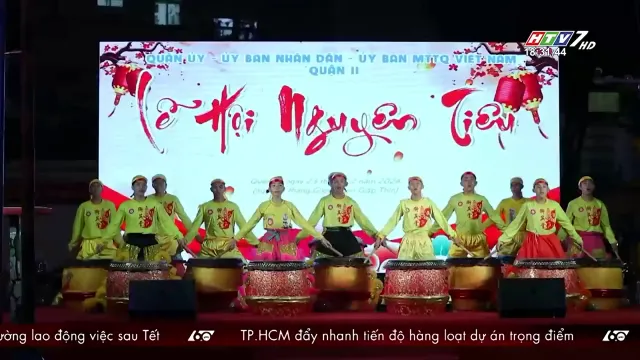 HTV7 HD
18:31:44
QUẬN ỦY - ỦY BAN NHÂN DÂN - ỦY BAN MTTQ VIỆT NAM
QUẬN 11
Lễ Hội Nguyên Tiêu
ường lao động việc sau Tết 60 TP.HCM đẩy nhanh tiến độ hàng loạt dự án trọng điểm 60